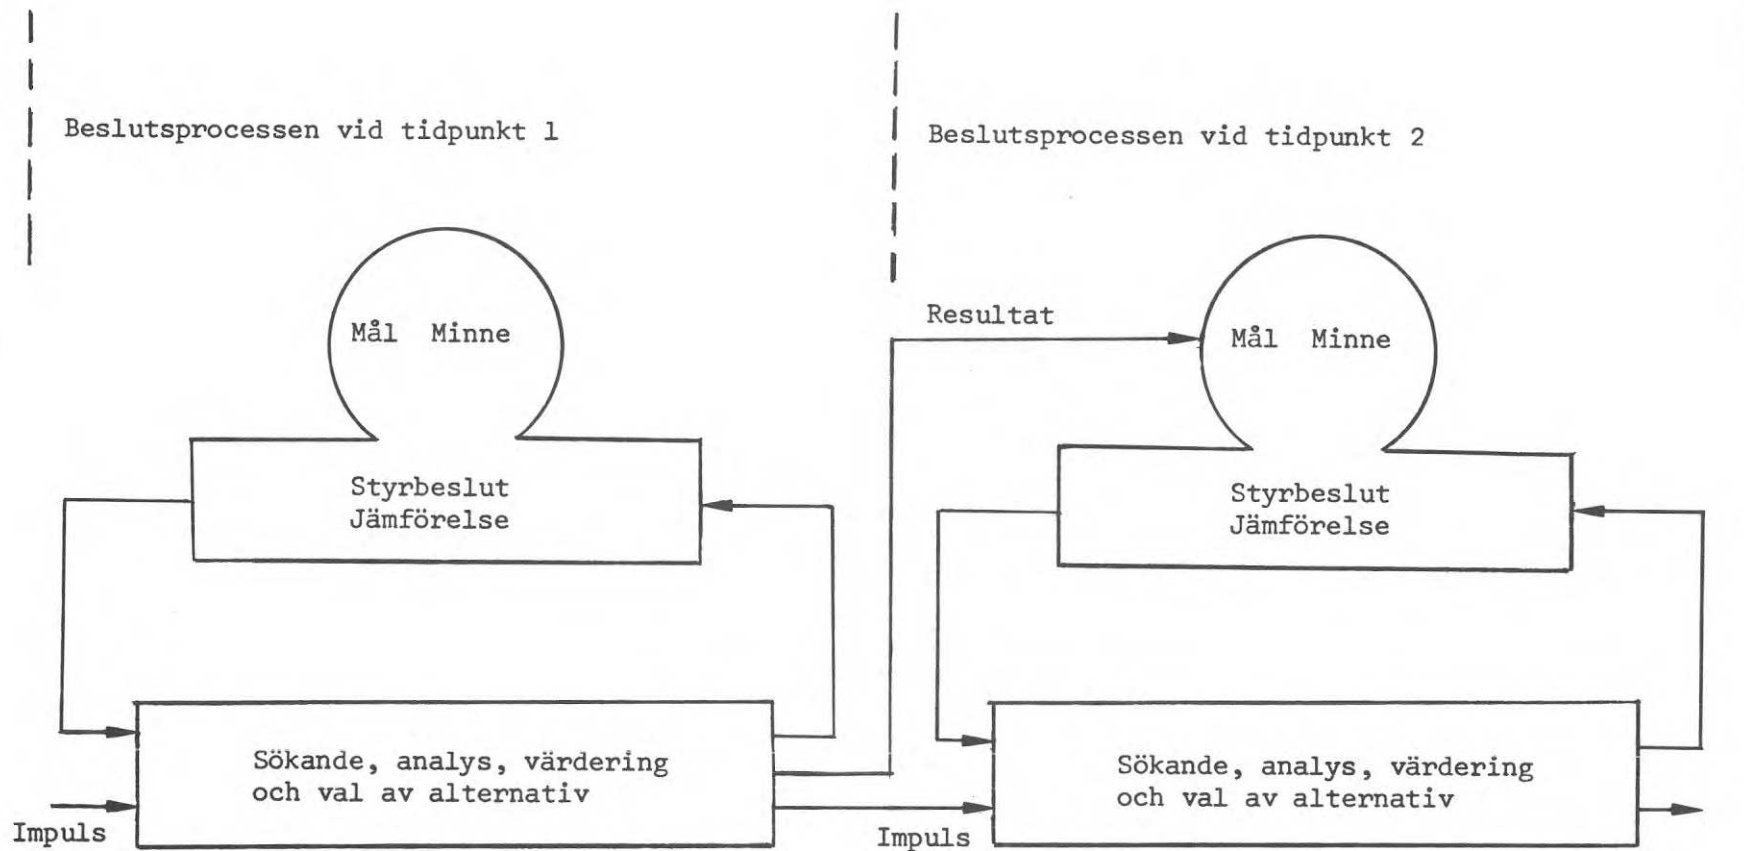 Beslutsprocessen vid tidpunkt 1
Mål Minne
Styrbeslut
Jämförelse
Sökande, analys, värdering
och val av alternativ
Impuls
Beslutsprocessen vid tidpunkt 2
Resultat
Mål Minne
Styrbeslut
Jämförelse
Sökande, analys, värdering
och val av alternativ
Impuls